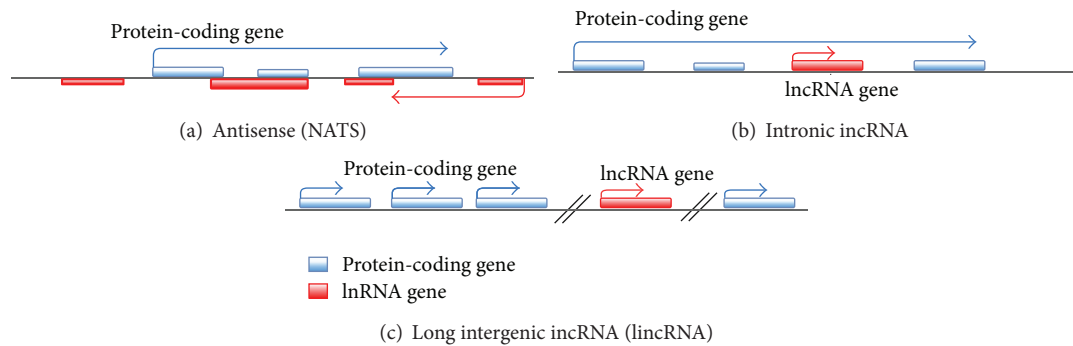 Protein-coding gene
(a) Antisense (NATS)
Protein-coding gene
lncRNA gene
(b) Intronic incRNA
Protein-coding gene
lncRNA gene
Protein-coding gene
lnRNA gene
(c) Long intergenic incRNA (lincRNA)